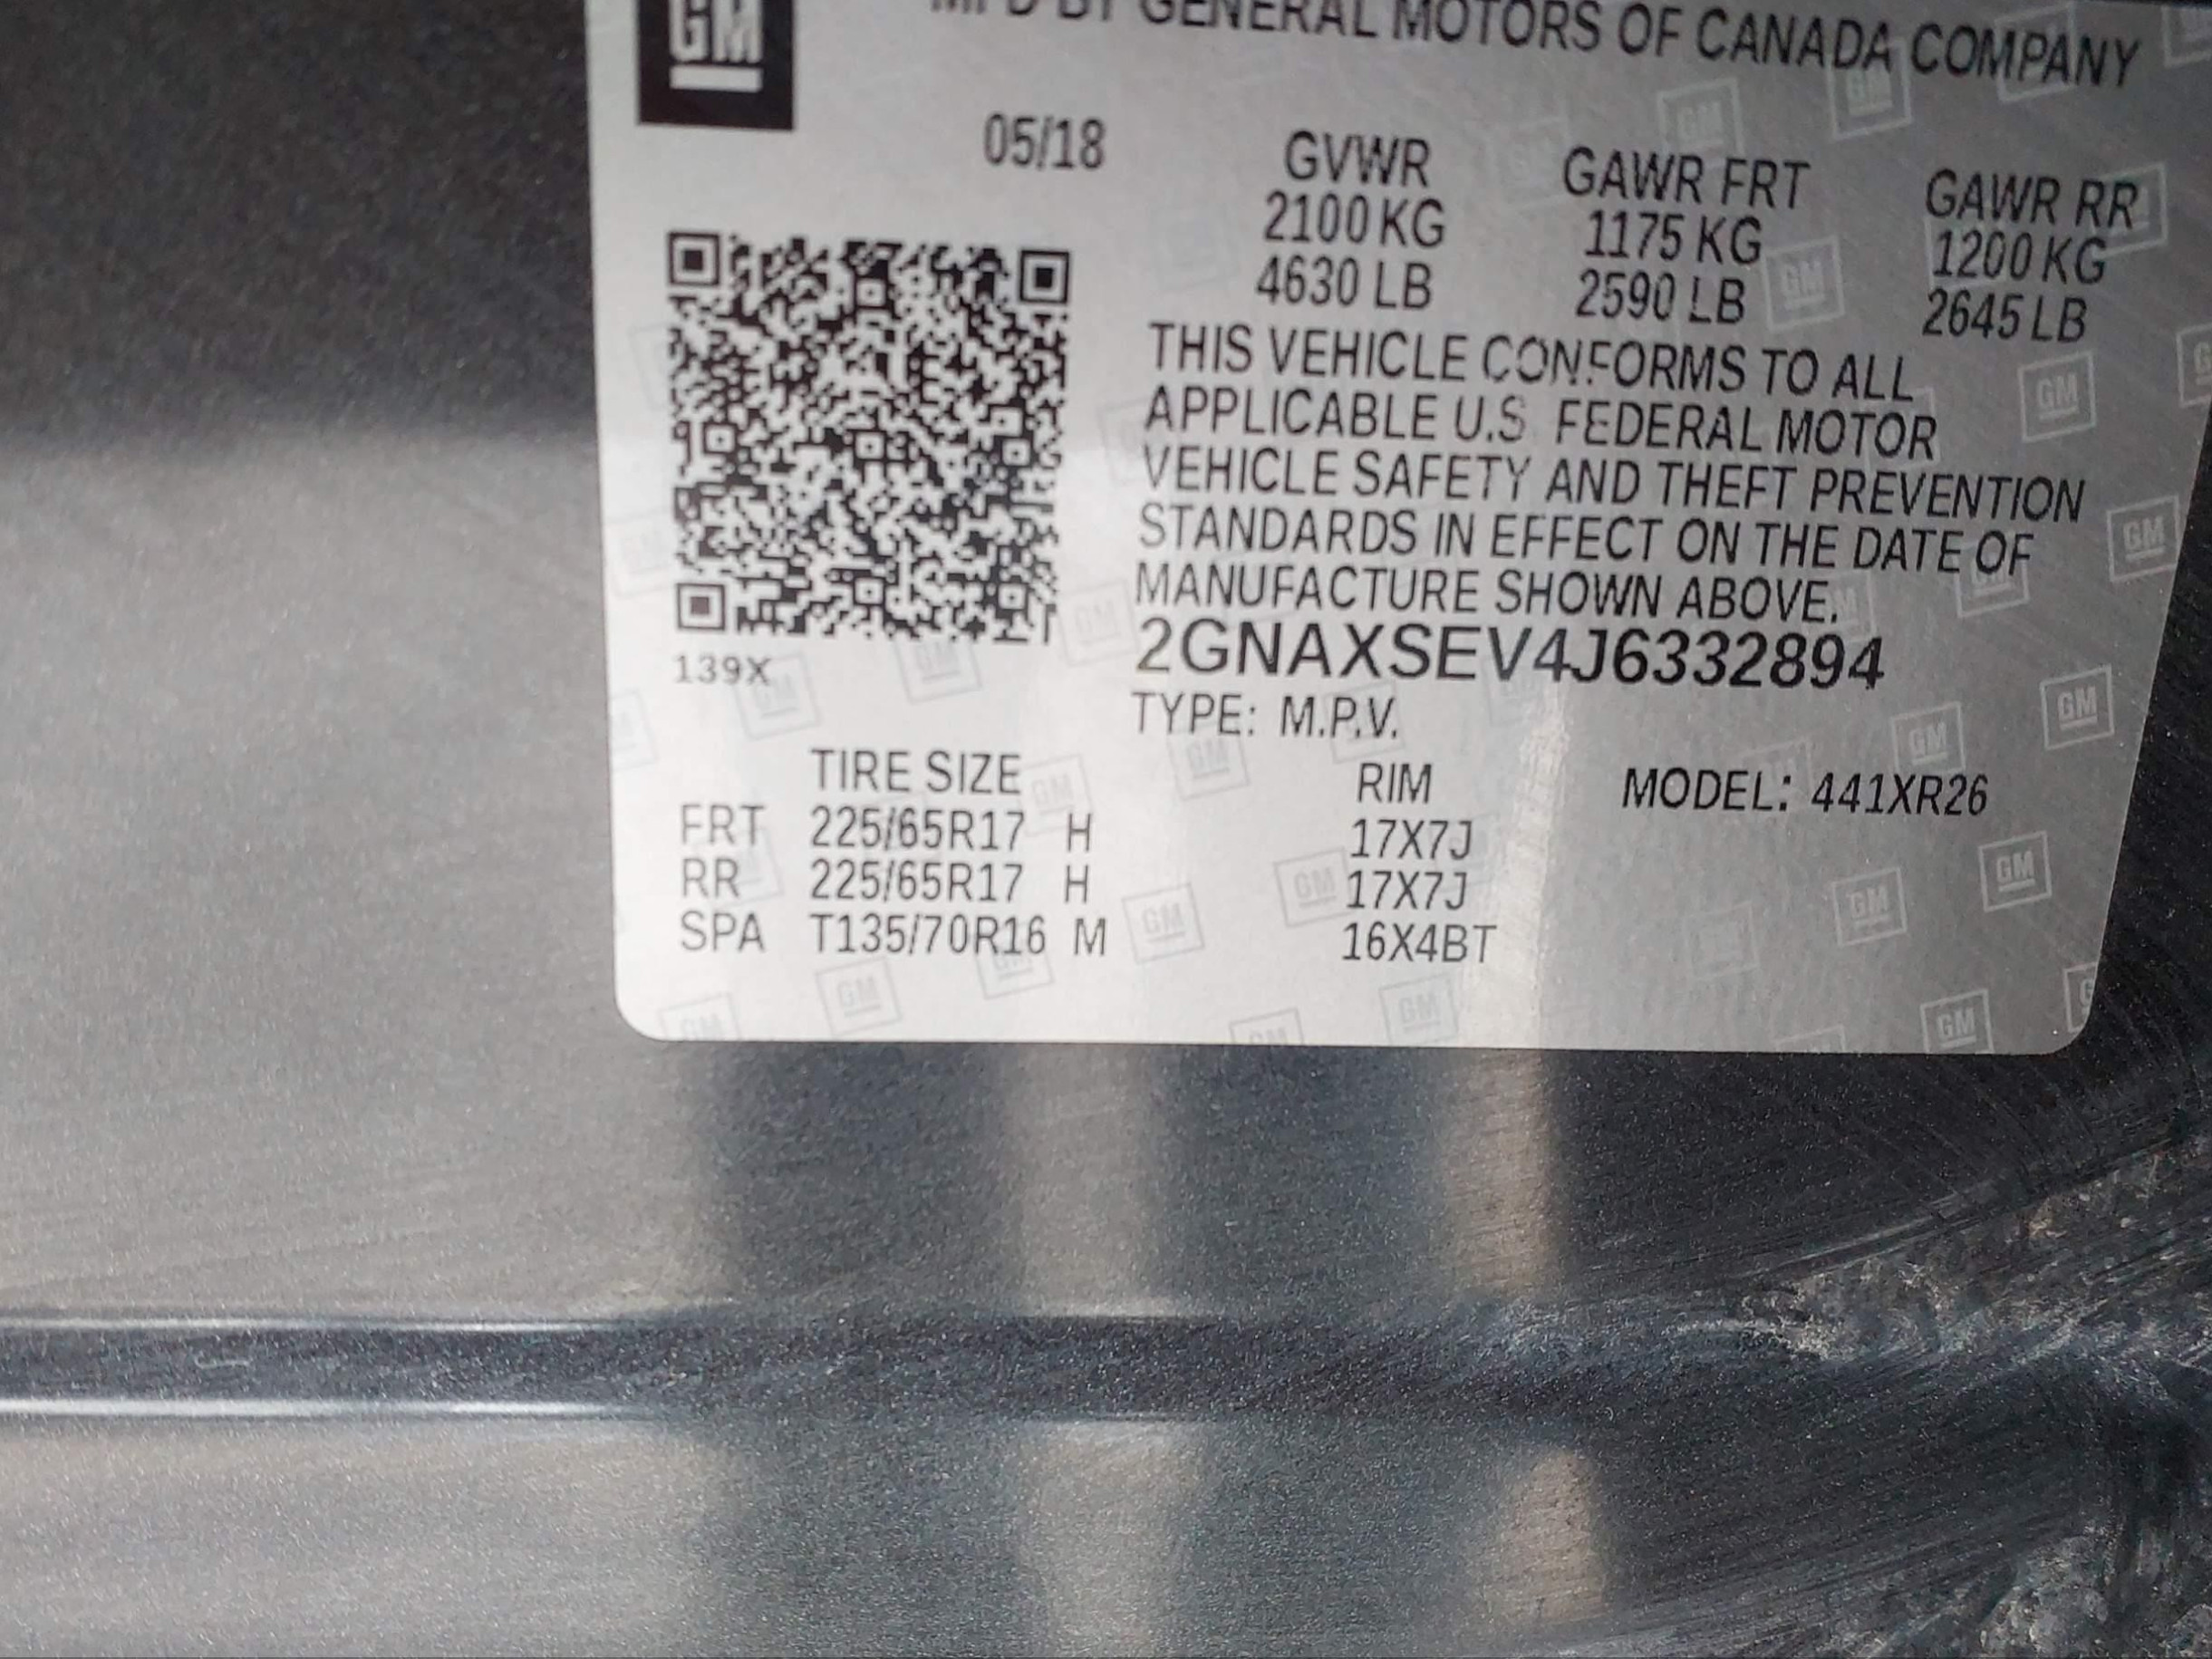 GM
MFD BY GENERAL MOTORS OF CANADA COMPANY
05/18
GVWR GAWR FRT GAWR RR
2100 KG 1175 KG 1200 KG
4630 LB 2590 LB 2645 LB
THIS VEHICLE CONFORMS TO ALL
APPLICABLE U.S. FEDERAL MOTOR
VEHICLE SAFETY AND THEFT PREVENTION
STANDARDS IN EFFECT ON THE DATE OF
MANUFACTURE SHOWN ABOVE.
2GNAXSEV4J6332894
139X
TYPE: M.P.V.
TIRE SIZE RIM MODEL: 441XR26
FRT 225/65R17 H 17X7J
RR 225/65R17 H 17X7J
SPA T135/70R16 M 16X4BT